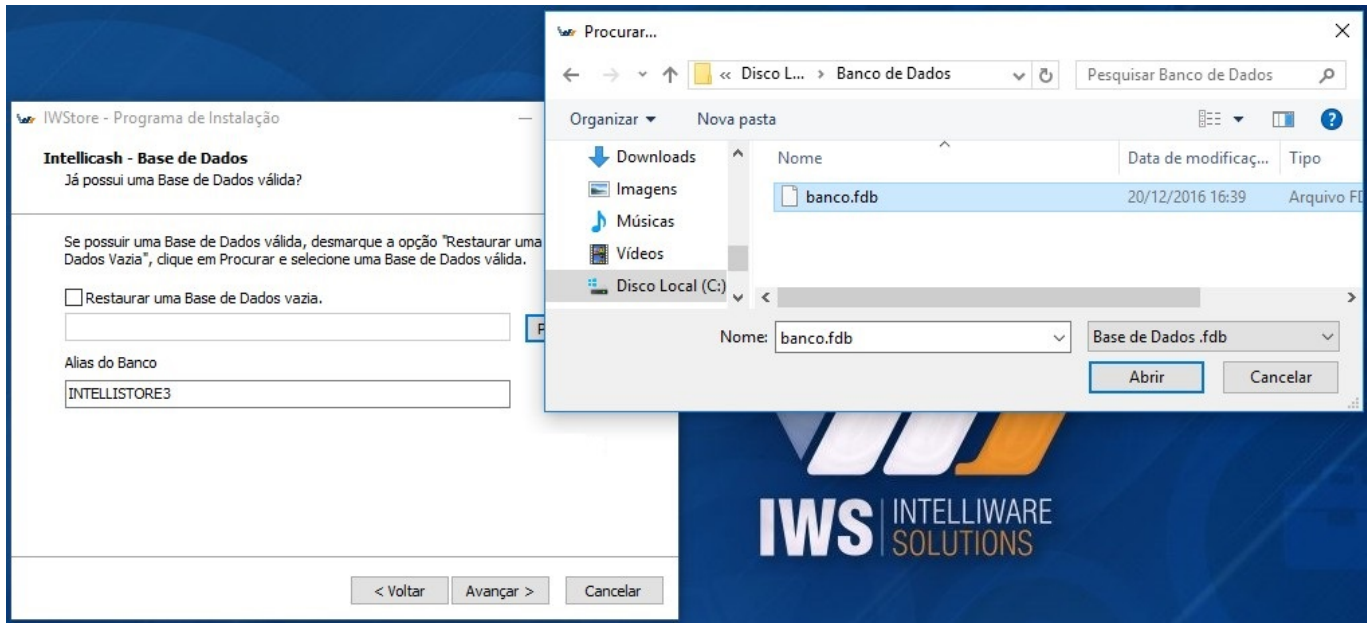 Procurar...
« Disco L... › Banco de Dados
Pesquisar Banco de Dados
Organizar
Nova pasta
Downloads
Imagens
Músicas
Vídeos
Disco Local (C:)
Nome
Data de modificaç...
Tipo
banco.fdb
20/12/2016 16:39
Arquivo
Nome:
banco.fdb
Base de Dados .fdb
Abrir
Cancelar
IWStore - Programa de Instalação
Intellicash - Base de Dados
Já possui uma Base de Dados válida?
Se possuir uma Base de Dados válida, desmarque a opção "Restaurar uma
Dados Vazia", clique em Procurar e selecione uma Base de Dados válida.
Restaurar uma Base de Dados vazia.
Alias do Banco
INTELLISTORE3
< Voltar
Avançar >
Cancelar
IWS
INTELLIWARE
SOLUTIONS